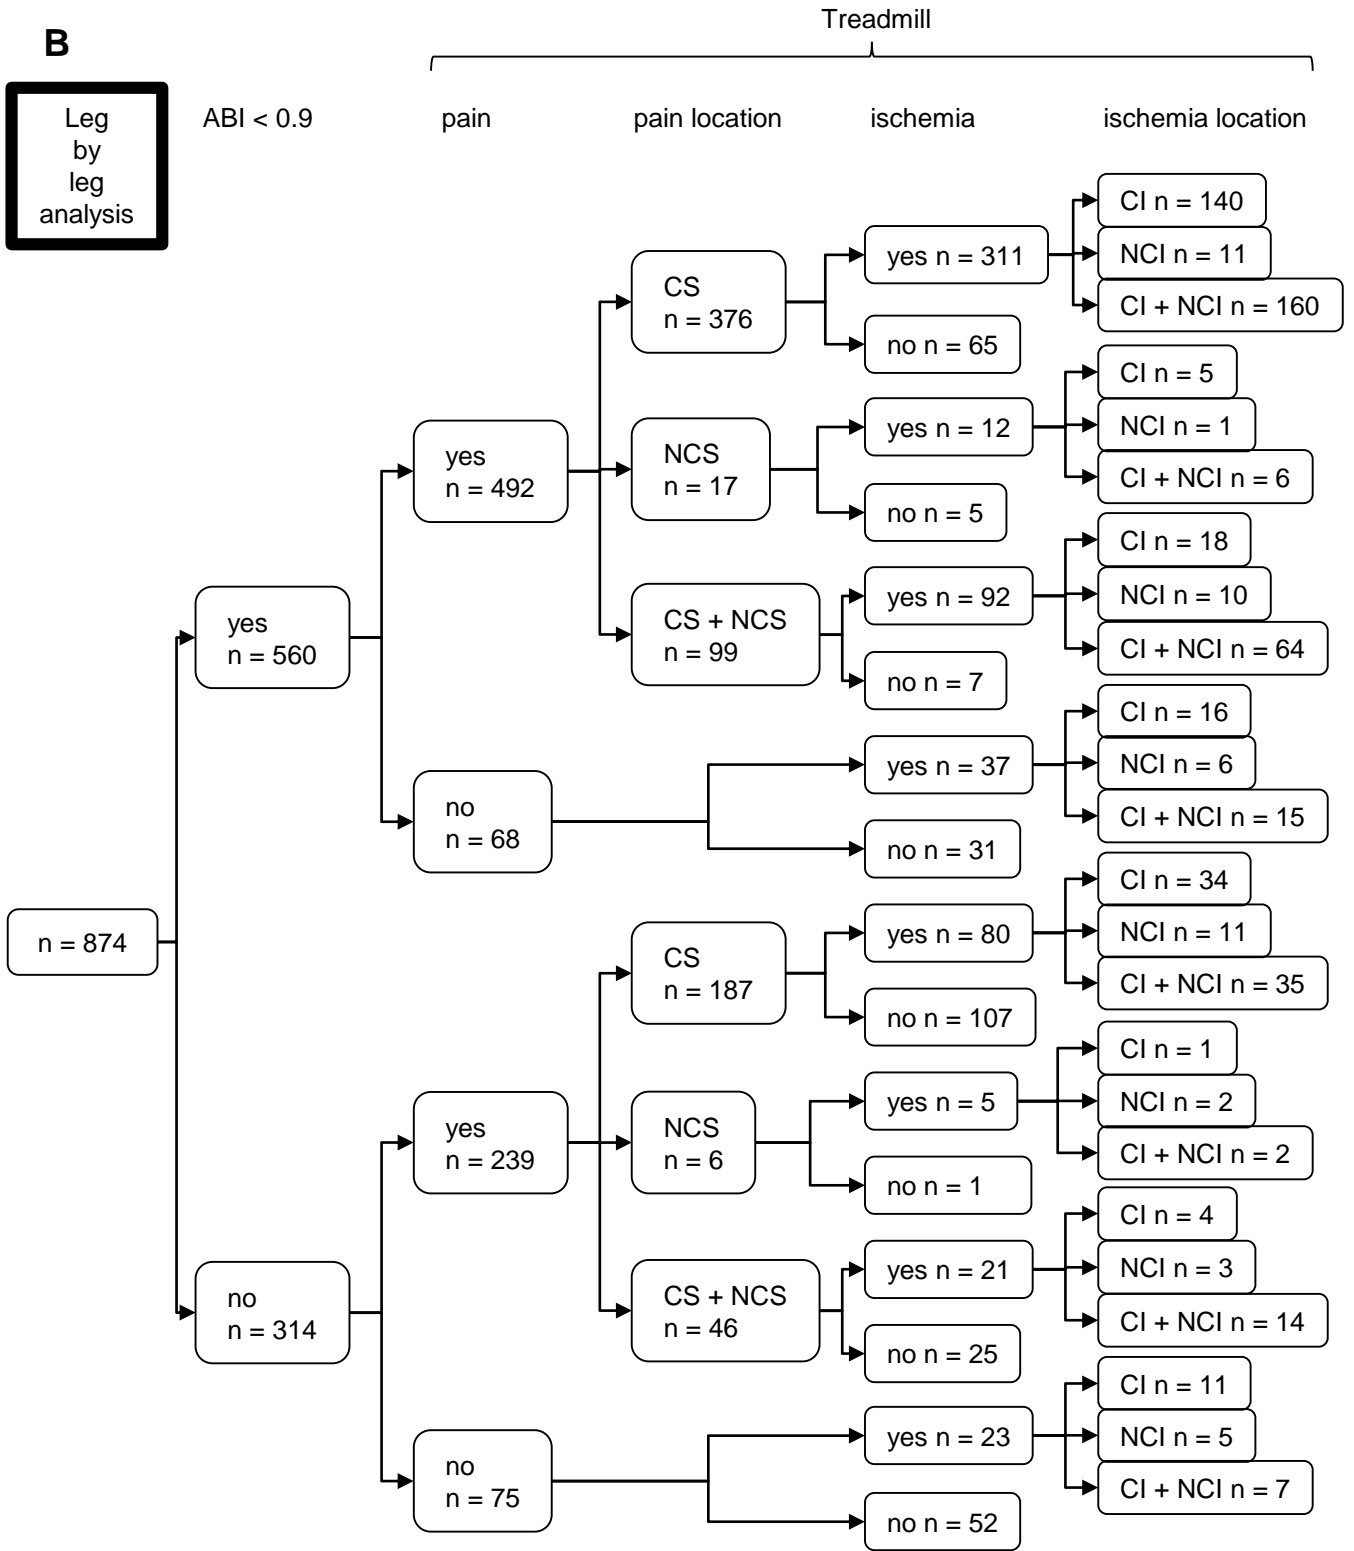 Treadmill
B
Leg
by
leg
analysis
ABI < 0.9
pain
pain location
ischemia
ischemia location
n = 874
yes
n = 560
yes
n = 492
CS
n = 376
yes n = 311
CI n = 140
NCI n = 11
CI + NCI n = 160
no n = 65
NCS
n = 17
yes n = 12
CI n = 5
NCI n = 1
CI + NCI n = 6
no n = 5
CS + NCS
n = 99
yes n = 92
CI n = 18
NCI n = 10
CI + NCI n = 64
no n = 7
no
n = 68
yes n = 37
CI n = 16
NCI n = 6
CI + NCI n = 15
no n = 31
no
n = 314
yes
n = 239
CS
n = 187
yes n = 80
CI n = 34
NCI n = 11
CI + NCI n = 35
no n = 107
NCS
n = 6
yes n = 5
CI n = 1
NCI n = 2
CI + NCI n = 2
no n = 1
CS + NCS
n = 46
yes n = 21
CI n = 4
NCI n = 3
CI + NCI n = 14
no n = 25
no
n = 75
yes n = 23
CI n = 11
NCI n = 5
CI + NCI n = 7
no n = 52